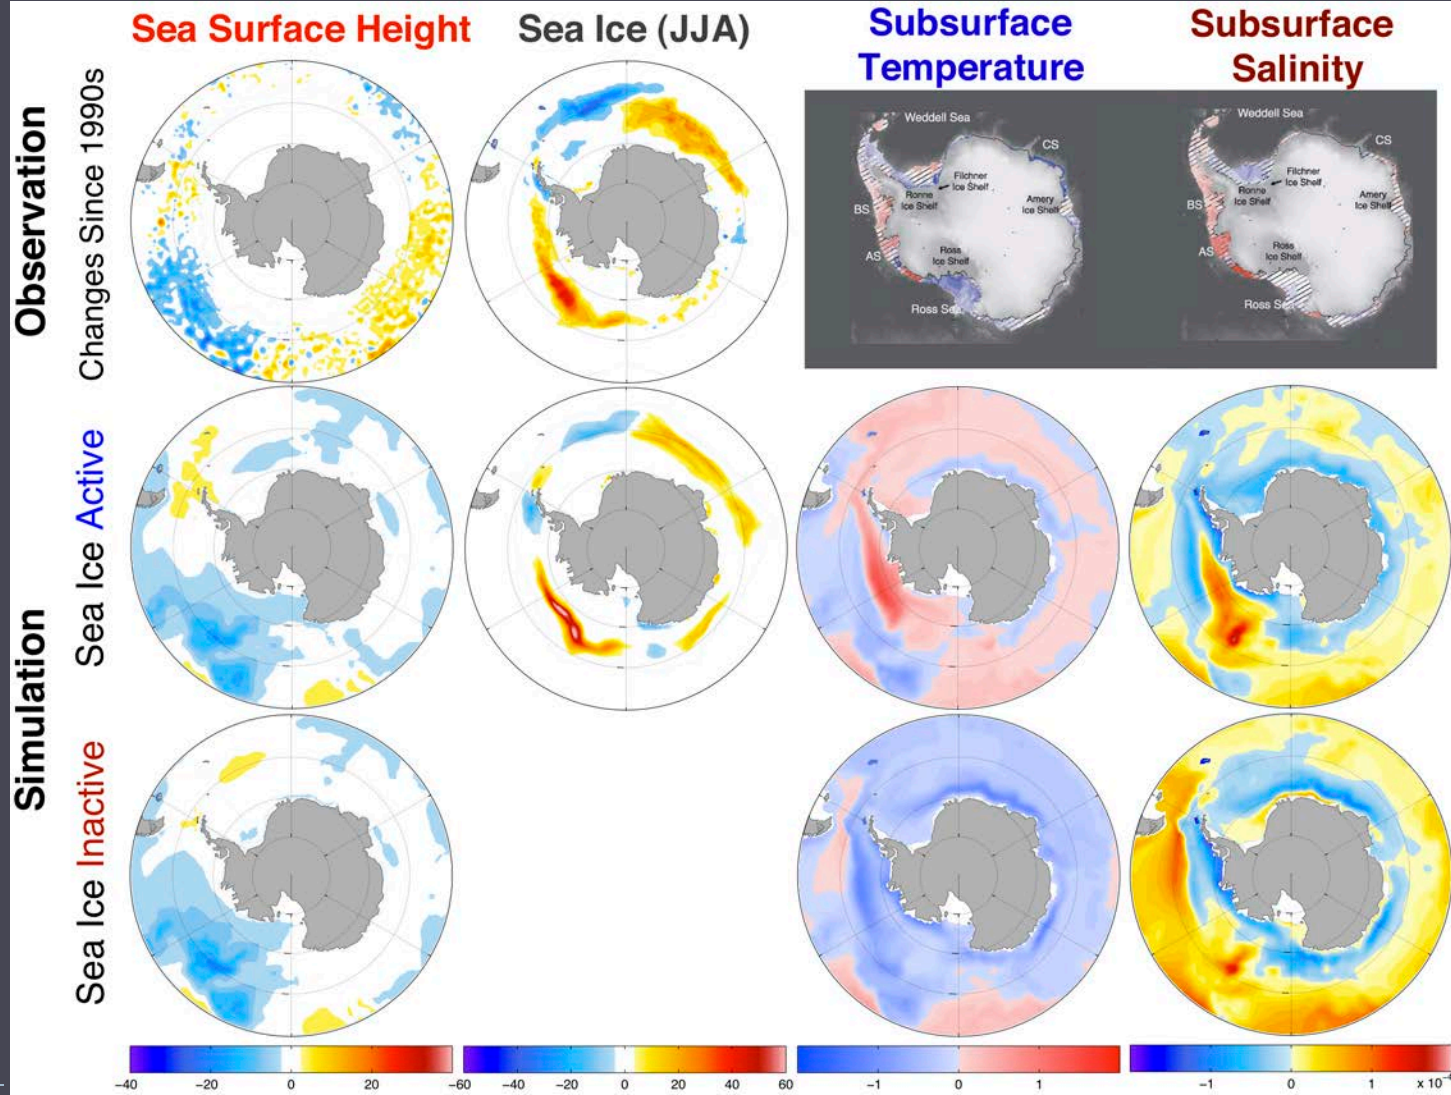 Sea Surface Height
Sea Ice (JJA)
Subsurface
Temperature
Subsurface
Salinity
Observation
Changes Since 1990s
Weddell Sea
CS
Filchner
Ice Shelf
Ronne
Ice Shelf
Amery
Ice Shelf
BS
AS
Ross
Ice Shelf
Ross Sea
Weddell Sea
CS
Filchner
Ice Shelf
Ronne
Ice Shelf
Amery
Ice Shelf
BS
AS
Ross
Ice Shelf
Ross Sea
Simulation
Sea Ice Active
Sea Ice Inactive
−40 −20 0 20
−60 −40 −20 0 20 40 60
−1 0 1
−1 0 1